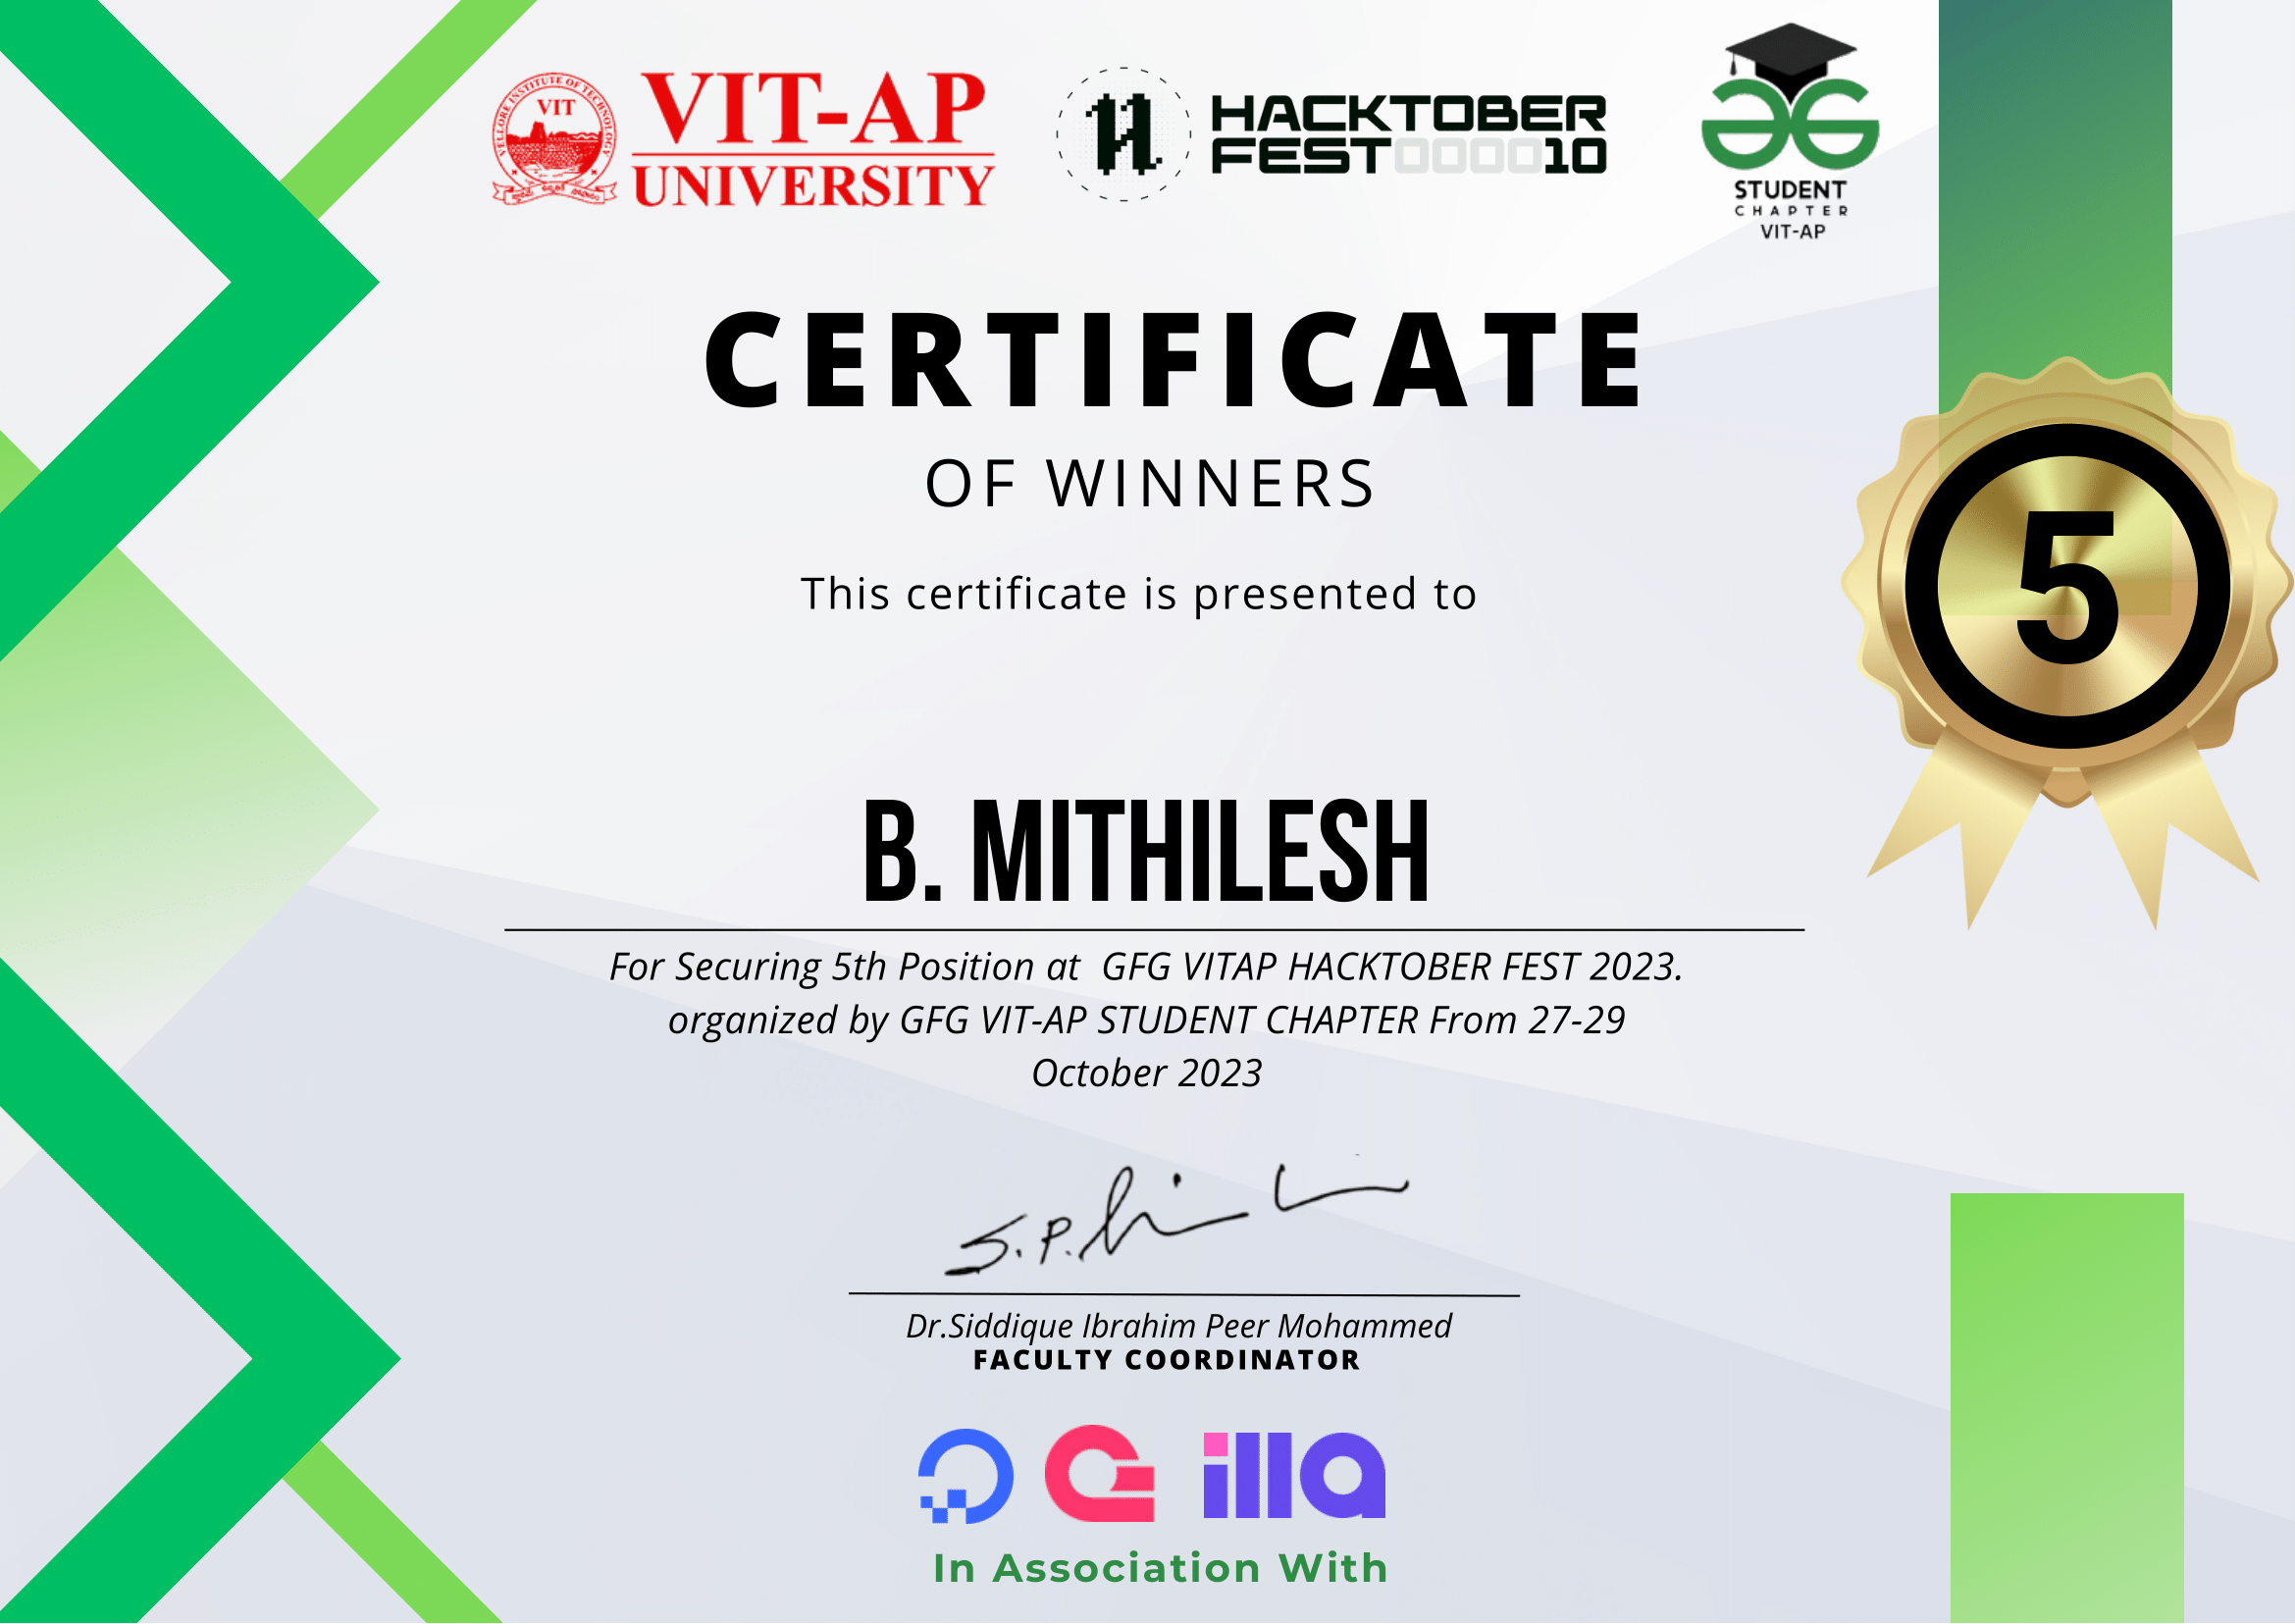 VELLORE INSTITUTE OF TECHNOLOGY
VIT
VIT-AP
UNIVERSITY
HACKTOBER
FEST000010
STUDENT
CHAPTER
VIT-AP
CERTIFICATE
OF WINNERS
This certificate is presented to
5
B. MITHILESH
For Securing 5th Position at  GFG VITAP HACKTOBER FEST 2023.
organized by GFG VIT-AP STUDENT CHAPTER From 27-29
October 2023
S.P.
Dr.Siddique Ibrahim Peer Mohammed
FACULTY COORDINATOR
illa
In Association With